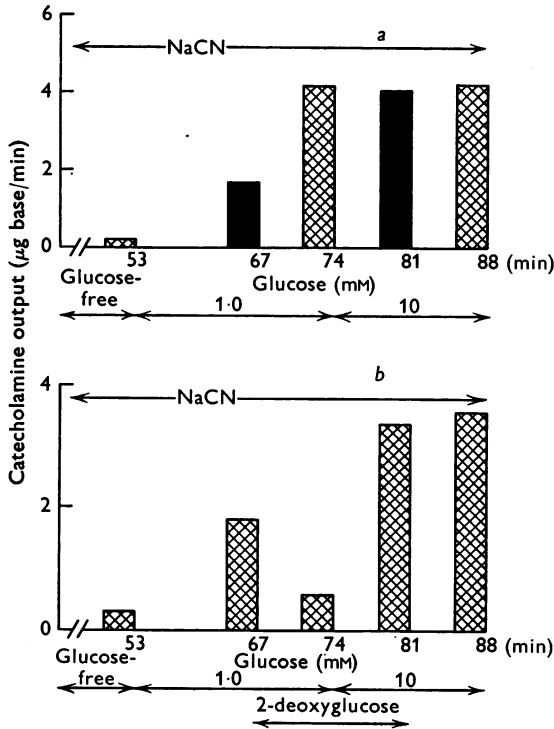 Catecholamine output (μg base/min)
a
NaCN
4
2
0
53 67 74 81 88 (min)
Glucose-
free
Glucose (mM)
1·0 10
b
NaCN
4
2
0
53 67 74 81 88 (min)
Glucose-
free
Glucose (mM)
1·0 10
2-deoxyglucose